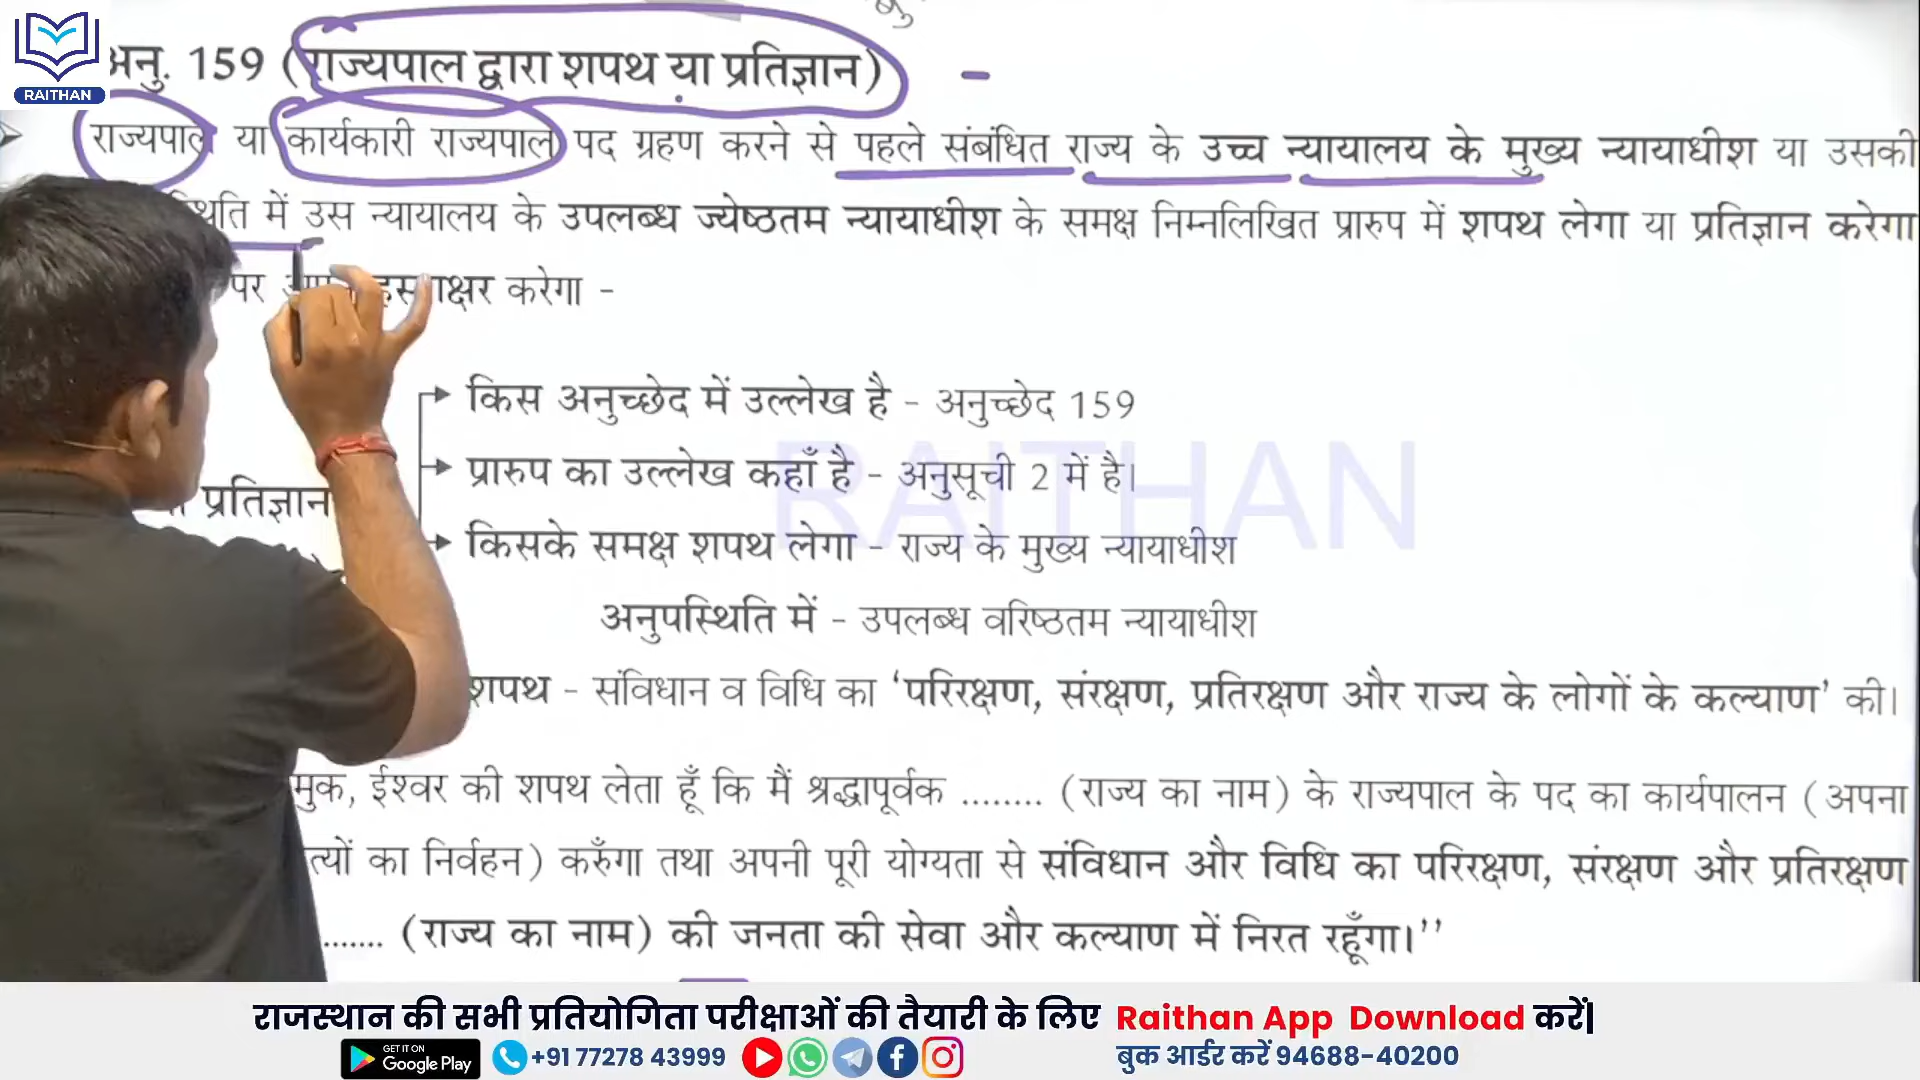 RAITHAN
अनु. 159 (राज्यपाल द्वारा शपथ या प्रतिज्ञान) -
राज्यपाल या कार्यकारी राज्यपाल पद ग्रहण करने से पहले संबंधित राज्य के उच्च न्यायालय के मुख्य न्यायाधीश या उसकी
में उस न्यायालय के उपलब्ध ज्येष्ठतम न्यायाधीश के समक्ष निम्नलिखित प्रारुप में शपथ लेगा या प्रतिज्ञान करेगा
पर करेगा -
किस अनुच्छेद में उल्लेख है - अनुच्छेद 159
प्रारुप का उल्लेख कहाँ है - अनुसूची 2 में है।
प्रतिज्ञान
किसके समक्ष शपथ लेगा - राज्य के मुख्य न्यायाधीश
अनुपस्थिति में - उपलब्ध वरिष्ठतम न्यायाधीश
शपथ - संविधान व विधि का ‘परिरक्षण, संरक्षण, प्रतिरक्षण और राज्य के लोगों के कल्याण’ की।
ईश्वर की शपथ लेता हूँ कि मैं श्रद्धापूर्वक ........ (राज्य का नाम) के राज्यपाल के पद का कार्यपालन (अपना
का निर्वहन) करुँगा तथा अपनी पूरी योग्यता से संविधान और विधि का परिरक्षण, संरक्षण और प्रतिरक्षण
....... (राज्य का नाम) की जनता की सेवा और कल्याण में निरत रहूँगा।’’
RAITHAN
राजस्थान की सभी प्रतियोगिता परीक्षाओं की तैयारी के लिए Raithan App Download करें|
GET IT ON Google Play +91 77278 43999 बुक आर्डर करें 94688-40200